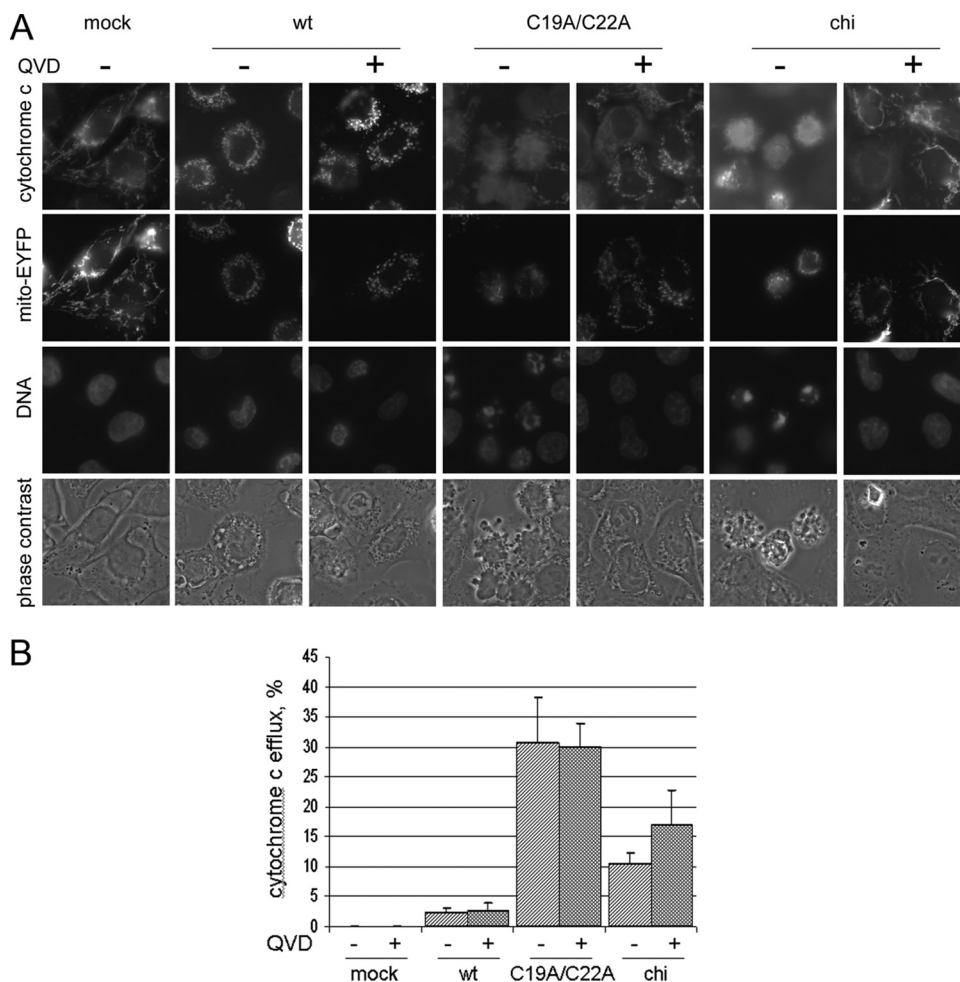 A
mock wt C19A/C22A chi
QVD - - + - + - +
cytochrome c
mito-EYFP
DNA
phase contrast
B
cytochrome c efflux, %
45
40
35
30
25
20
15
10
5
0
QVD - + - + - + - +
mock wt C19A/C22A chi